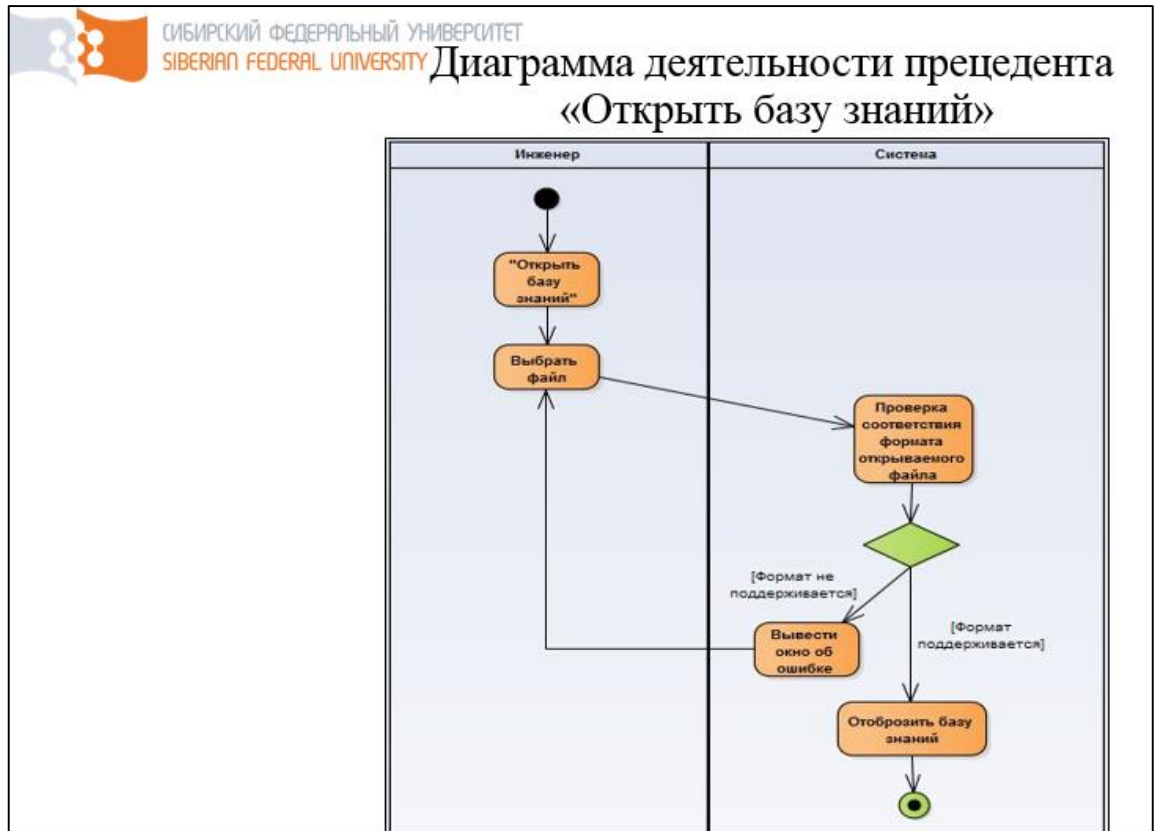 СИБИРСКИЙ ФЕДЕРАЛЬНЫЙ УНИВЕРСИТЕТ
SIBERIAN FEDERAL UNIVERSITY
Диаграмма деятельности прецедента
«Открыть базу знаний»
Инженер
Система
"Открыть
базу
знаний"
Выбрать
файл
Проверка
соответствия
формата
открываемого
файла
[Формат не
поддерживается]
[Формат
поддерживается]
Вывести
окно об
ошибке
Отоброзить базу
знаний